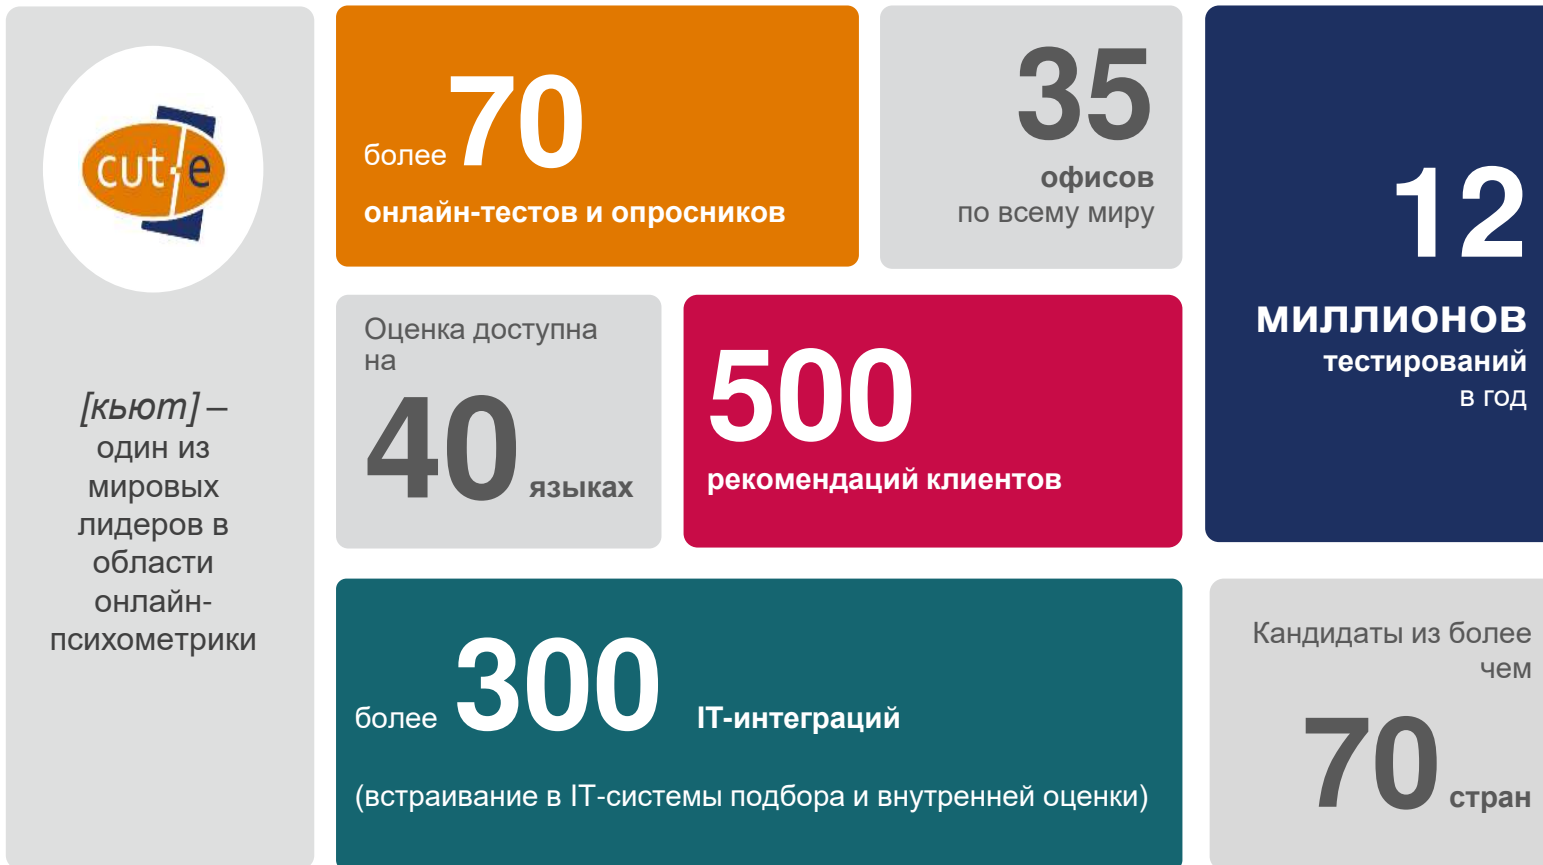 cut-e
[кьют] –
один из
мировых
лидеров в
области
онлайн-
психометрики
более 70
онлайн-тестов и опросников
35
офисов
по всему миру
12
миллионов
тестирований
в год
Оценка доступна
на
40 языках
500
рекомендаций клиентов
более 300 IT-интеграций
(встраивание в IT-системы подбора и внутренней оценки)
Кандидаты из более
чем
70 стран